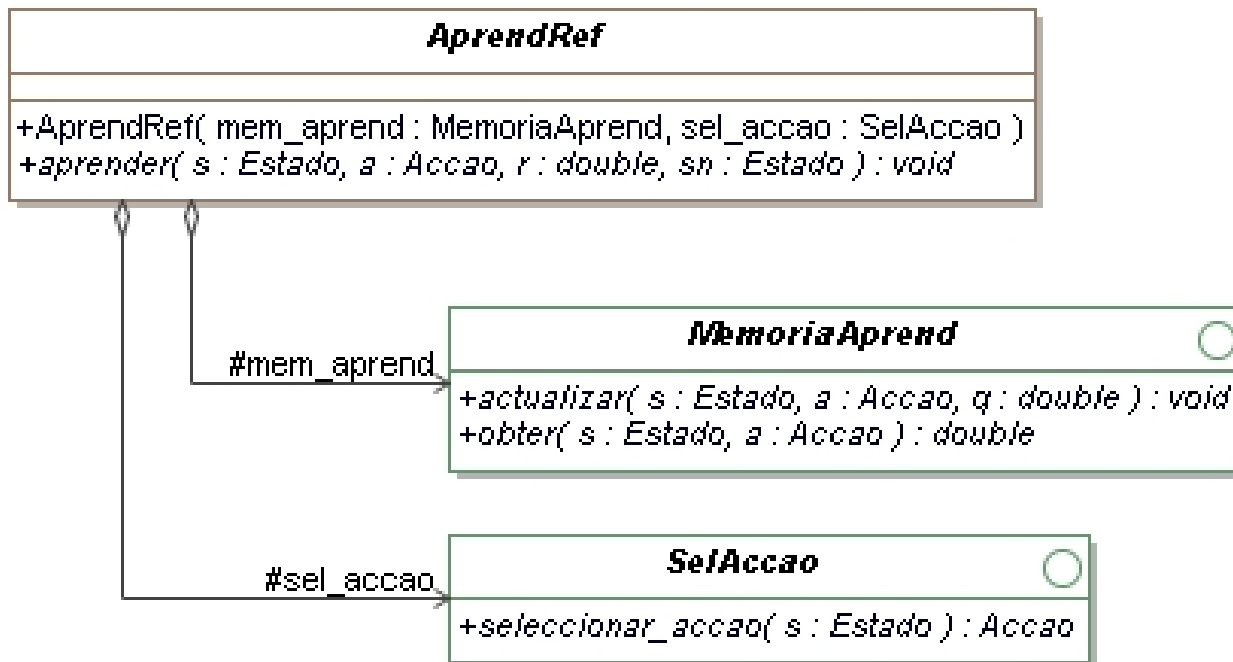 AprendRef
+AprendRef( mem_aprend : MemoriaAprend, sel_accao : SelAccao )
+aprender( s : Estado, a : Accao, r : double, sn : Estado ) : void
MemoriaAprend
#mem_aprend
+actualizar( s : Estado, a : Accao, q : double ) : void
+obter( s : Estado, a : Accao ) : double
SelAccao
#sel_accao
+seleccionar_accao( s : Estado ) : Accao